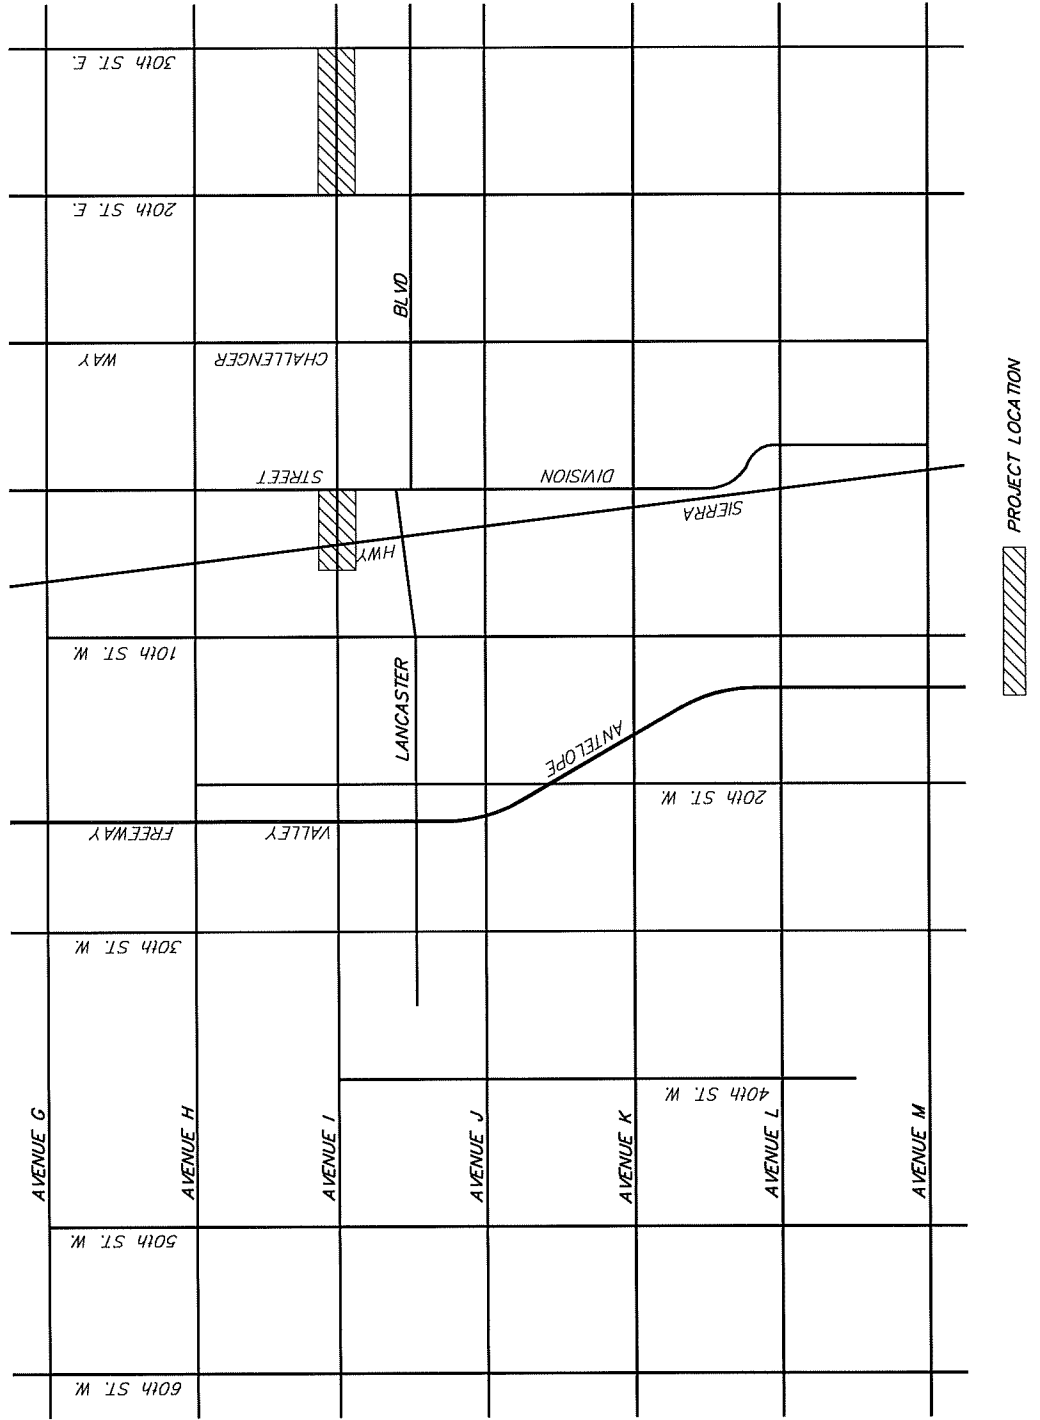 30th ST. E.
20th ST. E.
BLVD
WAY
CHALLENGER
PROJECT LOCATION
STREET
DIVISION
SIERRA
HWY
10th ST. W.
LANCASTER
ANTELOPE
20th ST. W.
FREEWAY
VALLEY
30th ST. W.
40th ST. W.
AVENUE G
AVENUE H
AVENUE I
AVENUE J
AVENUE K
AVENUE L
AVENUE M
50th ST. W.
60th ST. W.